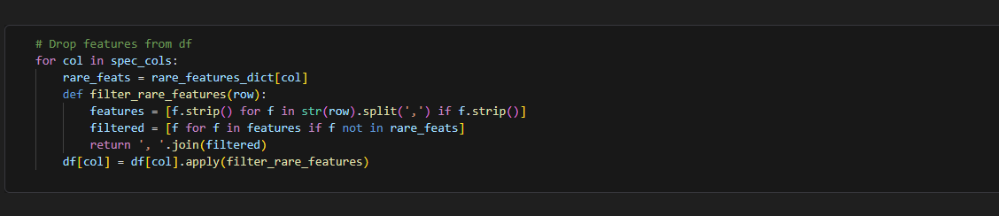 # Drop features from df
for col in spec_cols:
    rare_feats = rare_features_dict[col]
    def filter_rare_features(row):
        features = [f.strip() for f in str(row).split(',') if f.strip()]
        filtered = [f for f in features if f not in rare_feats]
        return ', '.join(filtered)
    df[col] = df[col].apply(filter_rare_features)